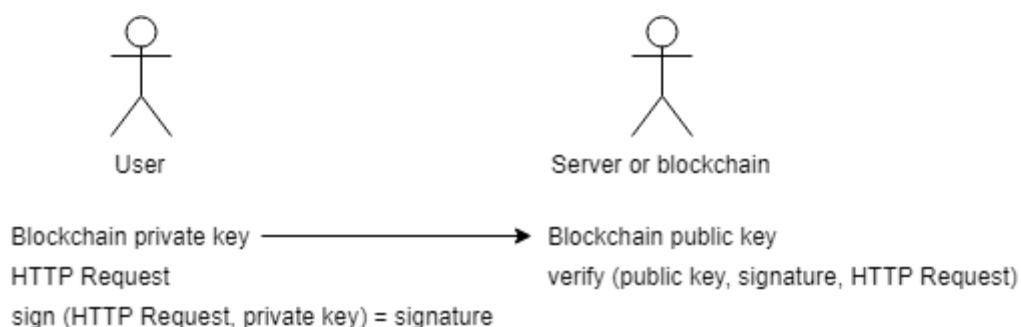 User
Server or blockchain
Blockchain private key
Blockchain public key
HTTP Request
verify (public key, signature, HTTP Request)
sign (HTTP Request, private key) = signature